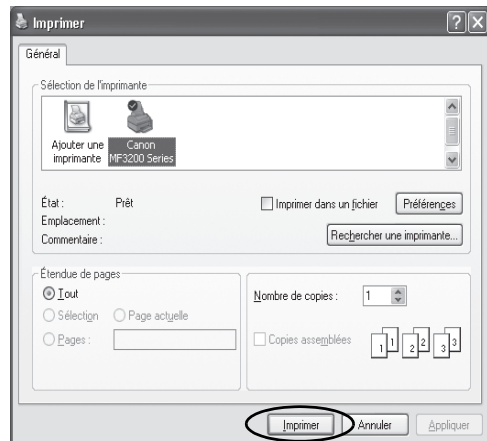 Imprimer
Général
Sélection de l'imprimante
Ajouter une
imprimante
Canon
MF3200 Series
État : Prêt
Imprimer dans un fichier
Préférences
Emplacement :
Commentaire :
Rechercher une imprimante...
Étendue de pages
Tout
Sélection
Page actuelle
Pages :
Nombre de copies : 1
Copies assemblées
1 1 2 2 3 3
Imprimer
Annuler
Appliquer